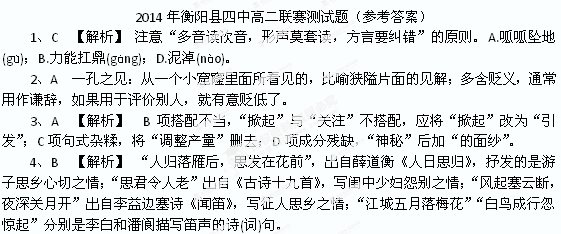 2014 年衡阳县四中高二联赛测试题（参考答案）
1、C 【解析】 注意“多音读次音，形声莫套读，方言要纠错”的原则。A.呱呱坠地
(gū)；B.力能扛鼎(gāng)；D.泥淖(nào)。
2、A 一孔之见：从一个小窟窿里面所看见的，比喻狭隘片面的见解；多含贬义，通常
用作谦辞，如果用于评价别人，就有意贬低了。
3、A 【解析】 B 项搭配不当，“掀起”与“关注”不搭配，应将“掀起”改为“引
发”；C 项句式杂糅，将“调整产量”删去；D 项成分残缺，“神秘”后加“的面纱”。
4、B 【解析】 “人归落雁后，思发在花前”，出自薛道衡《人日思归》，抒发的是游
子思乡心切之情；“思君令人老”出自《古诗十九首》，写闺中少妇怨别之情；“风起塞云断，
夜深关月开”出自李益边塞诗《闻笛》，写征人思乡之情；“江城五月落梅花”“白鸟成行忽
惊起”分别是李白和潘阆描写笛声的诗(词)句。